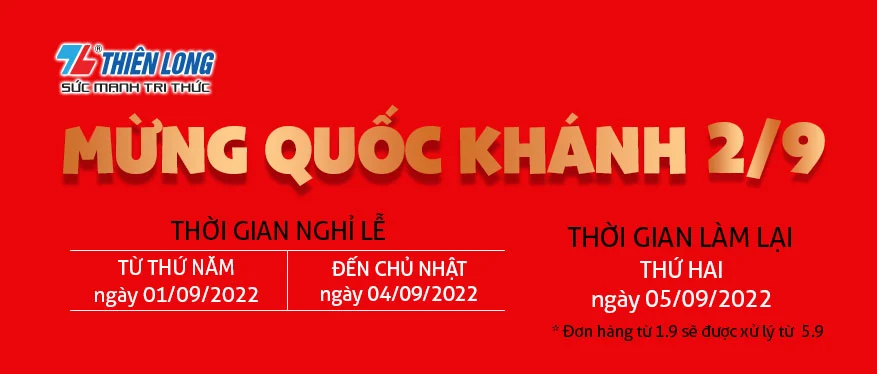 THIÊN LONG
SỨC MẠNH TRI THỨC
MỪNG QUỐC KHÁNH 2/9
THỜI GIAN NGHỈ LỄ
TỪ THỨ NĂM
ngày 01/09/2022
ĐẾN CHỦ NHẬT
ngày 04/09/2022
THỜI GIAN LÀM LẠI
THỨ HAI
ngày 05/09/2022
* Đơn hàng từ 1.9 sẽ được xử lý từ 5.9